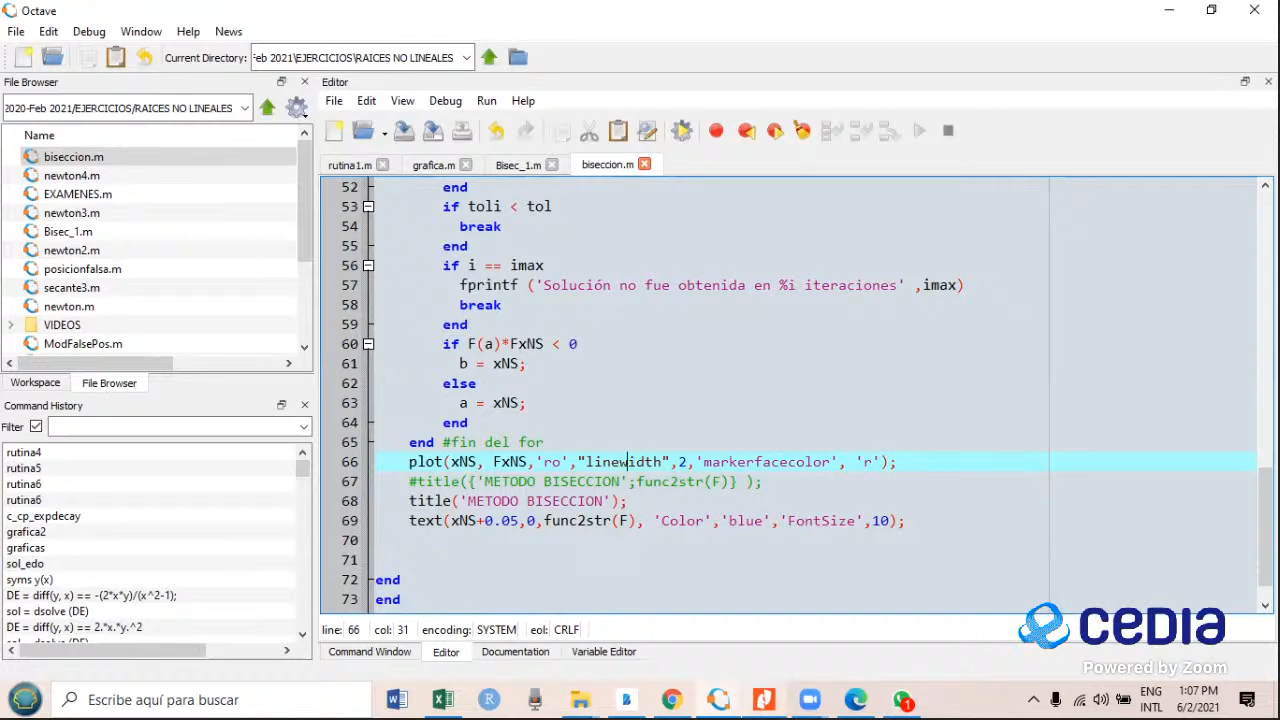 Octave
File Edit Debug Window Help News
Current Directory: Feb 2021\EJERCICIOS\RAICES NO LINEALES
File Browser
Editor
2020-Feb 2021/EJERCICIOS/RAICES NO LINEALES
File Edit View Debug Run Help
Name
biseccion.m
newton4.m
EXAMENES.m
newton3.m
Bisec_1.m
newton2.m
posicionfalsa.m
secante3.m
newton.m
VIDEOS
ModFalsePos.m
Workspace File Browser
Command History
Filter
rutina4
rutina5
rutina6
rutina6
c_cp_expdecay
grafica2
graficas
sol_edo
syms y(x)
DE = diff(y, x) == -(2*x*y)/(x^2-1);
sol = dsolve (DE)
DE = diff(y, x) == 2.*x.*y.^2
rutina1.m grafica.m Bisec_1.m biseccion.m
52 end
53 if toli < tol
54 break
55 end
56 if i == imax
57 fprintf ('Solución no fue obtenida en %i iteraciones' ,imax)
58 break
59 end
60 if F(a)*FxNS < 0
61 b = xNS;
62 else
63 a = xNS;
64 end
65 end #fin del for
66 plot(xNS, FxNS,'ro',"linewidth",2,'markerfacecolor', 'r');
67 #title({'METODO BISECCION';func2str(F)} );
68 title('METODO BISECCION');
69 text(xNS+0.05,0,func2str(F), 'Color','blue','FontSize',10);
70
71
72 end
73 end
line: 66 col: 31 encoding: SYSTEM eol: CRLF
Command Window Editor Documentation Variable Editor
cedia
Powered by Zoom
Escribe aquí para buscar
1
ENG
INTL
1:07 PM
6/2/2021